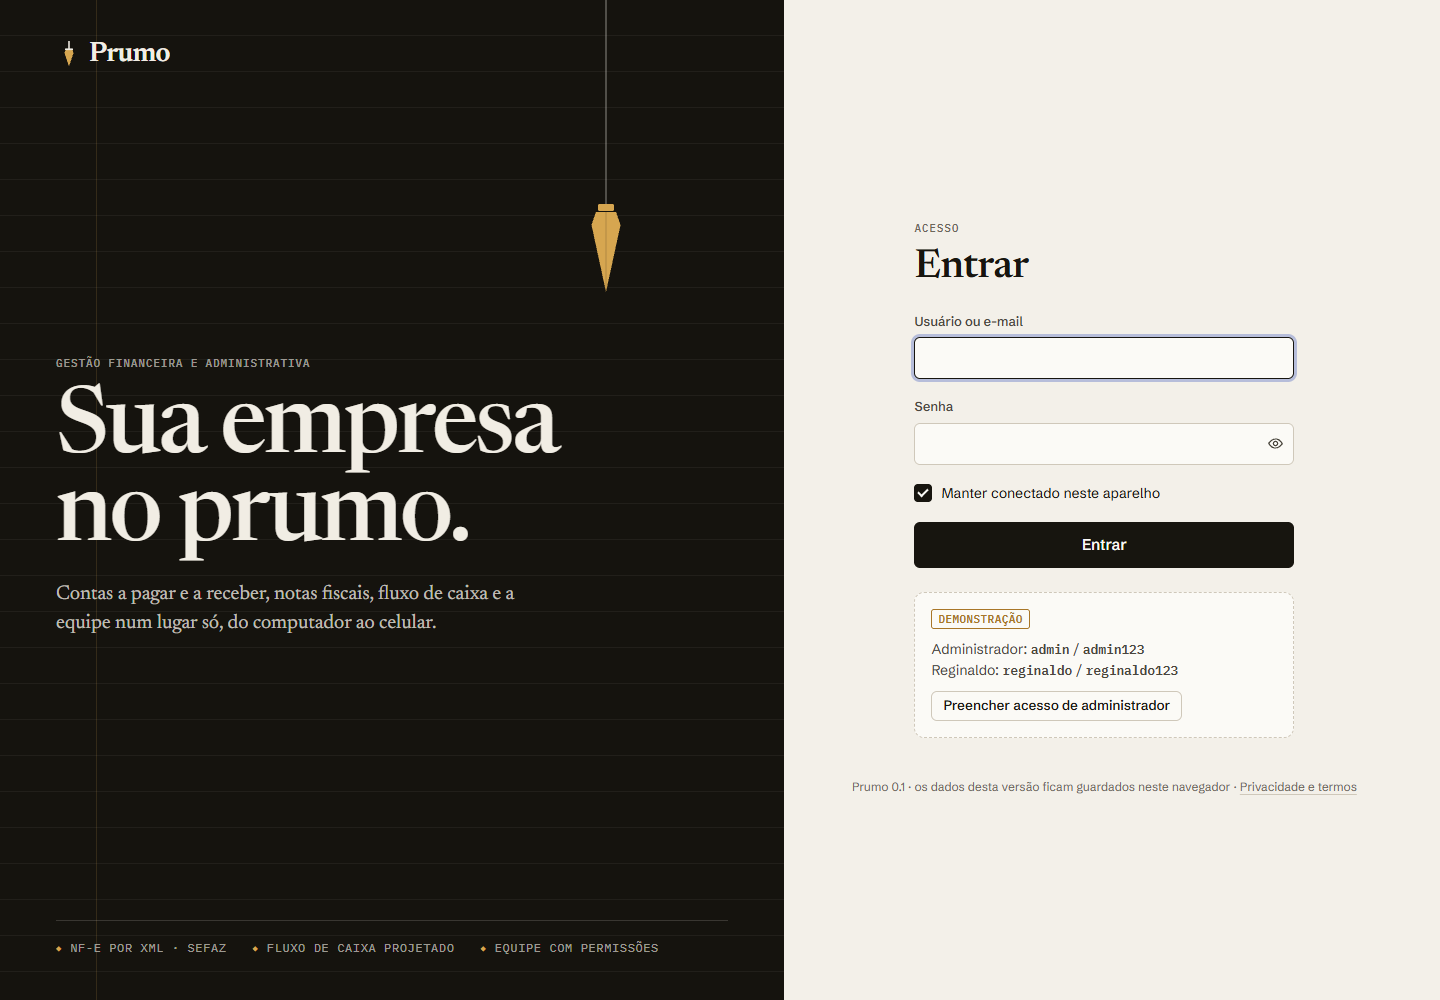 Prumo
GESTÃO FINANCEIRA E ADMINISTRATIVA
Sua empresa
no prumo.
Contas a pagar e a receber, notas fiscais, fluxo de caixa e a
equipe num lugar só, do computador ao celular.
◆ NF-E POR XML · SEFAZ ◆ FLUXO DE CAIXA PROJETADO ◆ EQUIPE COM PERMISSÕES
ACESSO
Entrar
Usuário ou e-mail
Senha
Manter conectado neste aparelho
Entrar
DEMONSTRAÇÃO
Administrador: admin / admin123
Reginaldo: reginaldo / reginaldo123
Preencher acesso de administrador
Prumo 0.1 · os dados desta versão ficam guardados neste navegador · Privacidade e termos